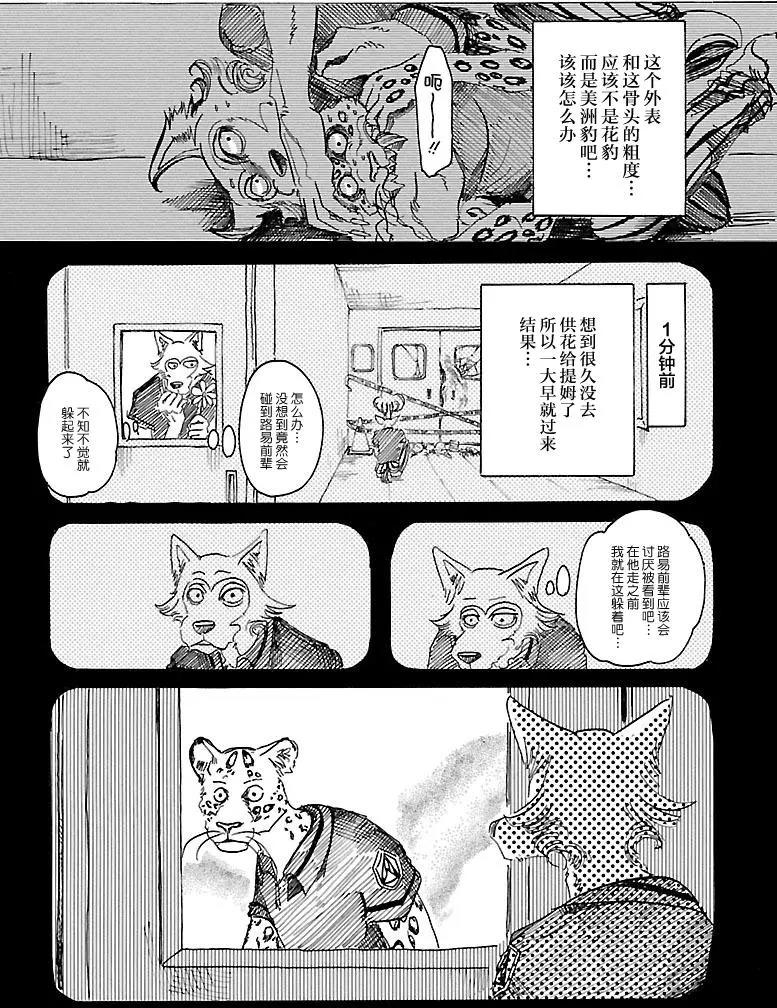 这个外表
和这骨头的粗度…
应该不是花豹
而是美洲豹吧…
该该怎么办
呃——!!
1分钟前
想到很久没去
供花给提姆了
所以一大早就过来
结果…
怎么办…
没想到竟然会
碰到路易前辈
不知不觉就
躲起来了
路易前辈应该会
讨厌被看到吧…
在他走之前
我就在这躲着吧…